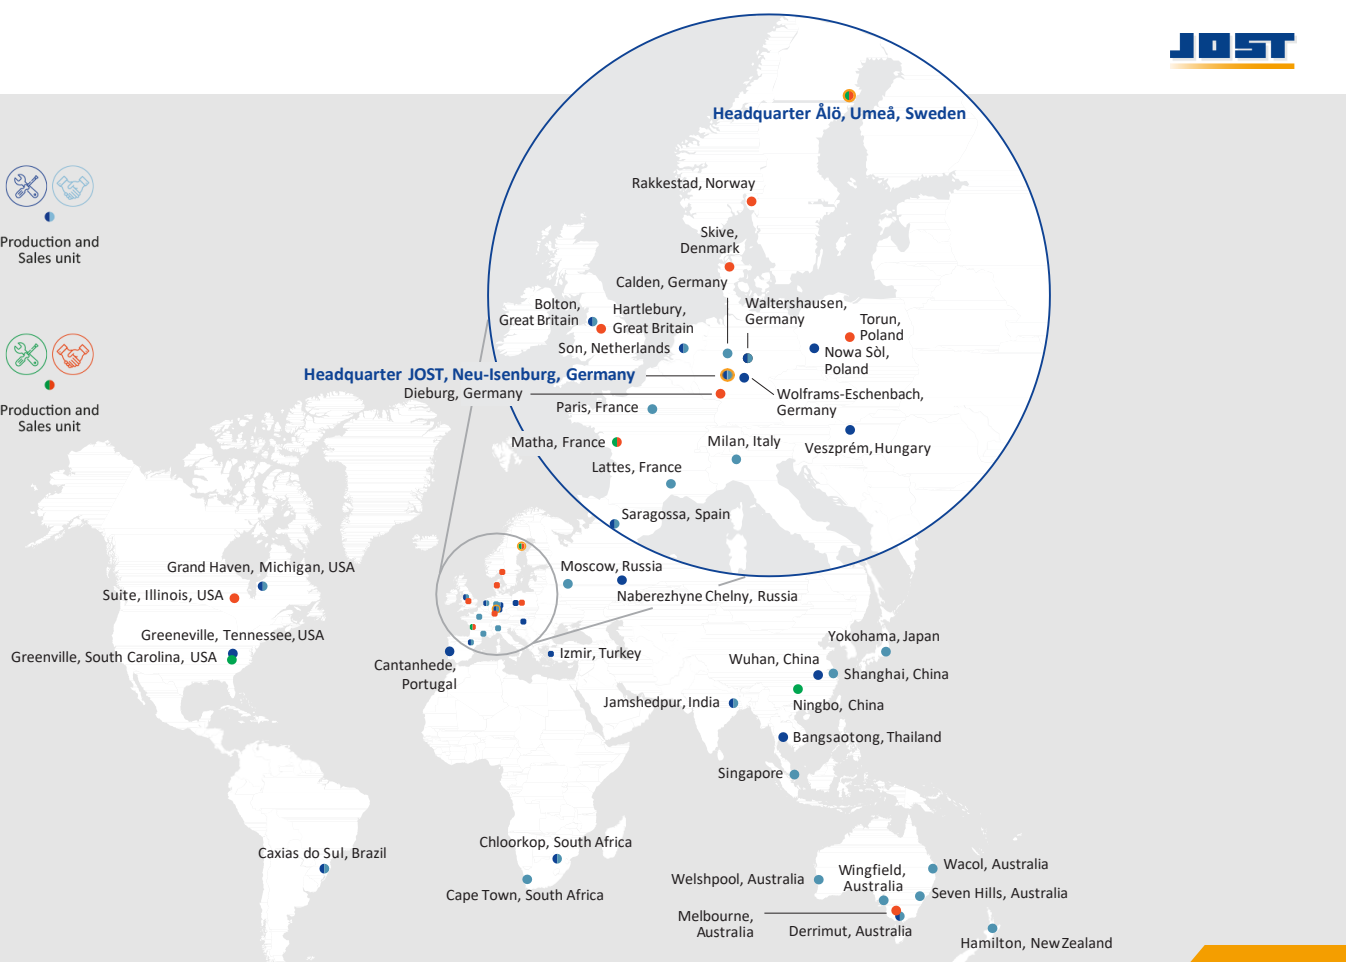 JOST
Headquarter Ålö, Umeå, Sweden
Production and
Sales unit
Rakkestad, Norway
Skive,
Denmark
Calden, Germany
Bolton,
Great Britain
Hartlebury,
Great Britain
Waltershausen,
Germany
Torun,
Poland
Son, Netherlands
Nowa Sòl,
Poland
Headquarter JOST, Neu-Isenburg, Germany
Dieburg, Germany
Wolframs-Eschenbach,
Germany
Production and
Sales unit
Paris, France
Matha, France
Milan, Italy
Veszprém, Hungary
Lattes, France
Saragossa, Spain
Grand Haven, Michigan, USA
Suite, Illinois, USA
Moscow, Russia
Naberezhyne Chelny, Russia
Greeneville, Tennessee, USA
Greenville, South Carolina, USA
Cantanhede,
Portugal
Izmir, Turkey
Yokohama, Japan
Wuhan, China
Shanghai, China
Jamshedpur, India
Ningbo, China
Bangsaotong, Thailand
Singapore
Caxias do Sul, Brazil
Chloorkop, South Africa
Cape Town, South Africa
Welshpool, Australia
Wingfield,
Australia
Wacol, Australia
Seven Hills, Australia
Melbourne,
Australia
Derrimut, Australia
Hamilton, New Zealand